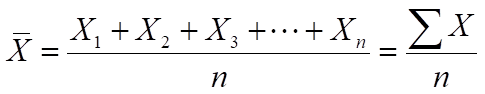 X̄ = (X₁ + X₂ + X₃ + ⋯ + Xₙ) / n = ∑ X / n